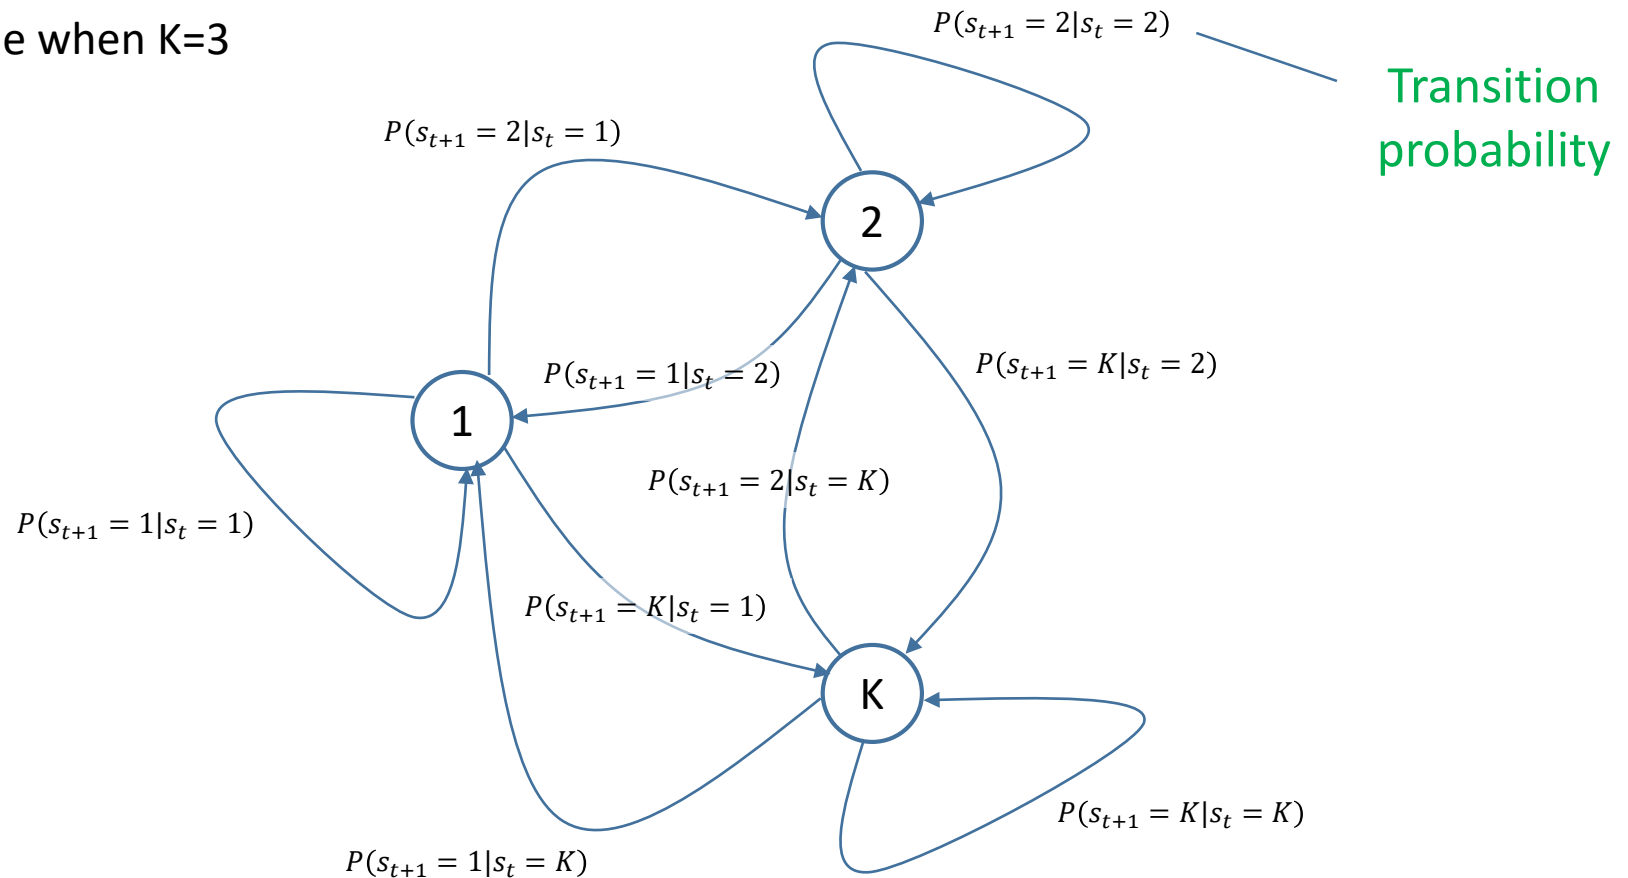 e when K=3
P(s_{t+1} = 2|s_t = 2)
Transition
probability
P(s_{t+1} = 2|s_t = 1)
2
P(s_{t+1} = 1|s_t = 2)
P(s_{t+1} = K|s_t = 2)
1
P(s_{t+1} = 2|s_t = K)
P(s_{t+1} = 1|s_t = 1)
P(s_{t+1} = K|s_t = 1)
K
P(s_{t+1} = K|s_t = K)
P(s_{t+1} = 1|s_t = K)